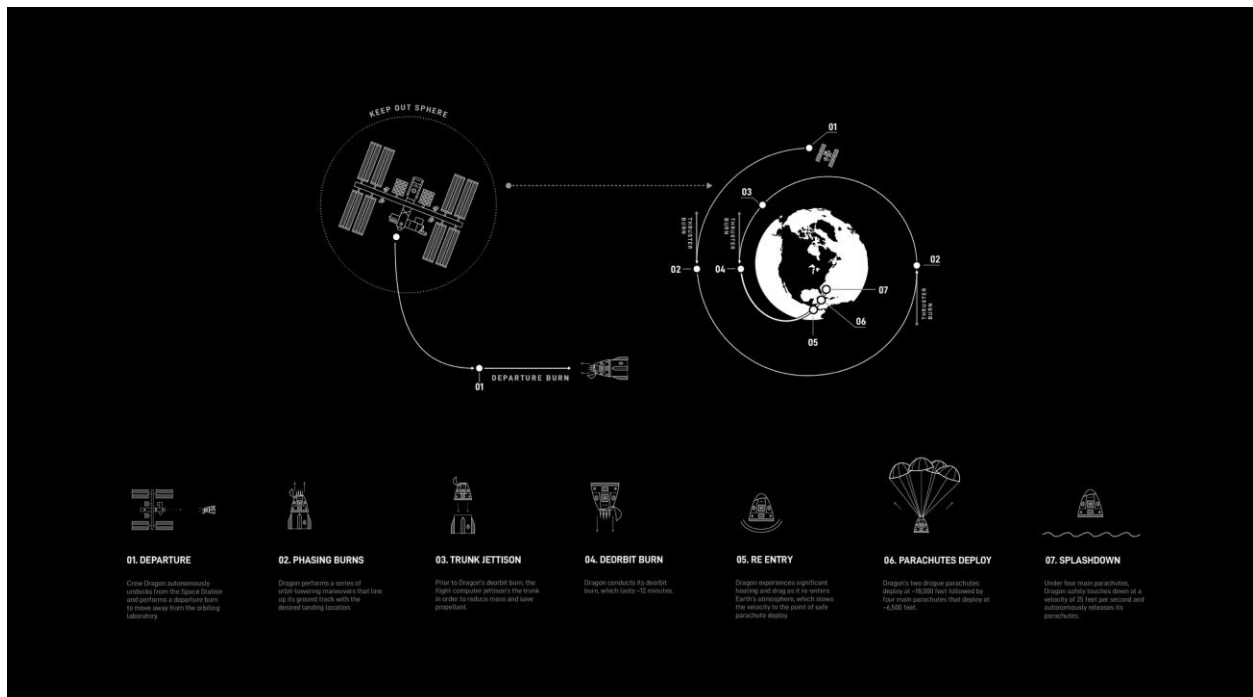 KEEP OUT SPHERE
01
DEPARTURE BURN
01
03
THRUSTER
BURN
THRUSTER
BURN
02
04
02
THRUSTER
BURN
07
06
05
01. DEPARTURE
Crew Dragon autonomously
undocks from the Space Station
and performs a departure burn
to move away from the orbiting
laboratory.
02. PHASING BURNS
Dragon performs a series of
orbit-lowering maneuvers that line
up its ground track with the
desired landing location.
03. TRUNK JETTISON
Prior to Dragon's deorbit burn, the
flight computer jettison's the trunk
in order to reduce mass and save
propellant.
04. DEORBIT BURN
Dragon conducts its deorbit
burn, which lasts ~12 minutes.
05. RE ENTRY
Dragon experiences significant
heating and drag as it re-enters
Earth's atmosphere, which slows
the velocity to the point of safe
parachute deploy.
06. PARACHUTES DEPLOY
Dragon's two drogue parachutes
deploy at ~18,000 feet followed by
four main parachutes that deploy at
~6,500 feet.
07. SPLASHDOWN
Under four main parachutes,
Dragon safely touches down at a
velocity of 25 feet per second and
autonomously releases its
parachutes.